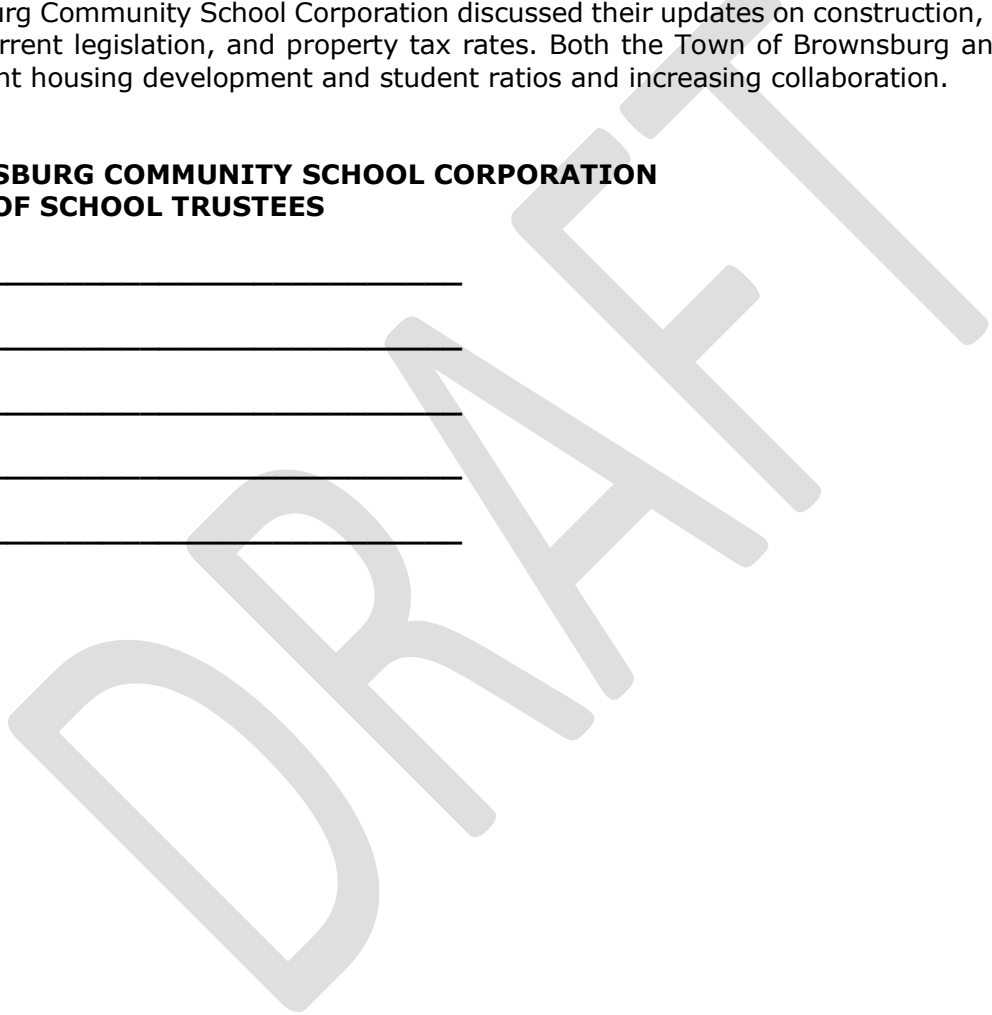 urg Community School Corporation discussed their updates on construction,
rrent legislation, and property tax rates. Both the Town of Brownsburg an
nt housing development and student ratios and increasing collaboration.
SBURG COMMUNITY SCHOOL CORPORATION
OF SCHOOL TRUSTEES
DRAFT